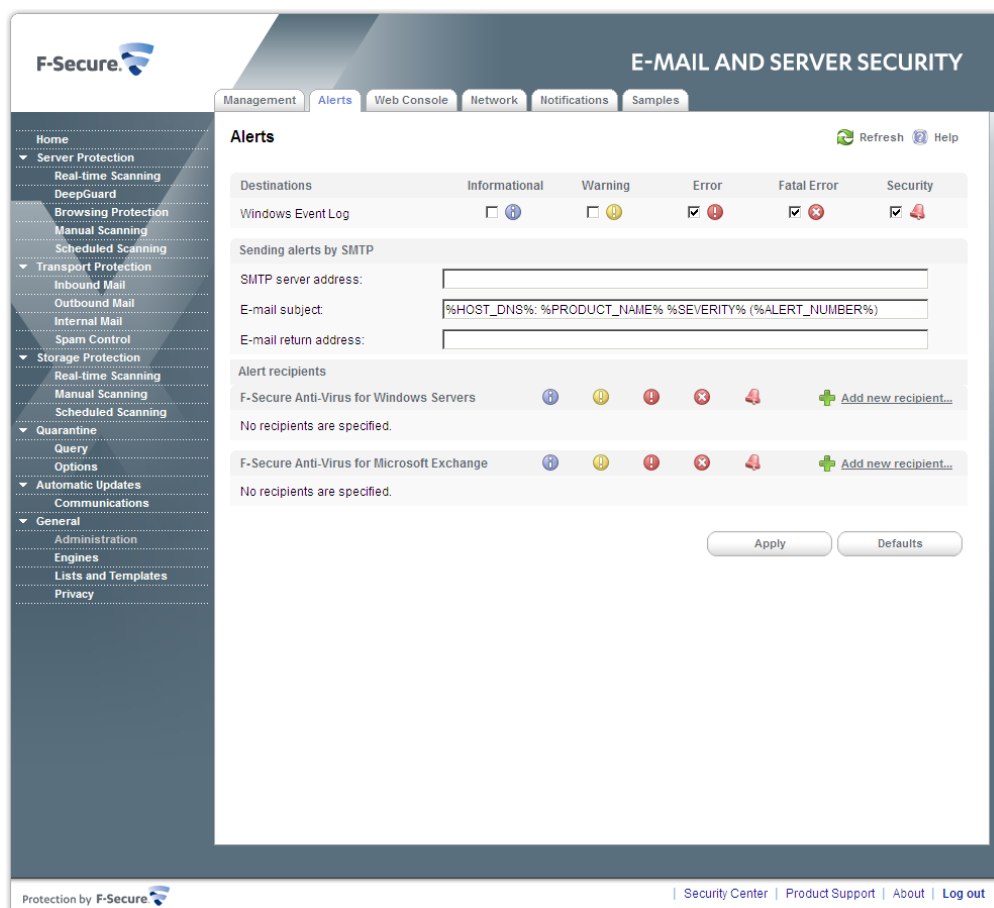 F-Secure.
E-MAIL AND SERVER SECURITY
Management Alerts Web Console Network Notifications Samples
Home
Server Protection
Real-time Scanning
DeepGuard
Browsing Protection
Manual Scanning
Scheduled Scanning
Transport Protection
Inbound Mail
Outbound Mail
Internal Mail
Spam Control
Storage Protection
Real-time Scanning
Manual Scanning
Scheduled Scanning
Quarantine
Query
Options
Automatic Updates
Communications
General
Administration
Engines
Lists and Templates
Privacy
Alerts
Refresh Help
Destinations Informational Warning Error Fatal Error Security
Windows Event Log
Sending alerts by SMTP
SMTP server address:
E-mail subject: %HOST_DNS%: %PRODUCT_NAME% %SEVERITY% (%ALERT_NUMBER%)
E-mail return address:
Alert recipients
F-Secure Anti-Virus for Windows Servers Add new recipient...
No recipients are specified.
F-Secure Anti-Virus for Microsoft Exchange Add new recipient...
No recipients are specified.
Apply Defaults
Protection by F-Secure.
| Security Center | Product Support | About | Log out